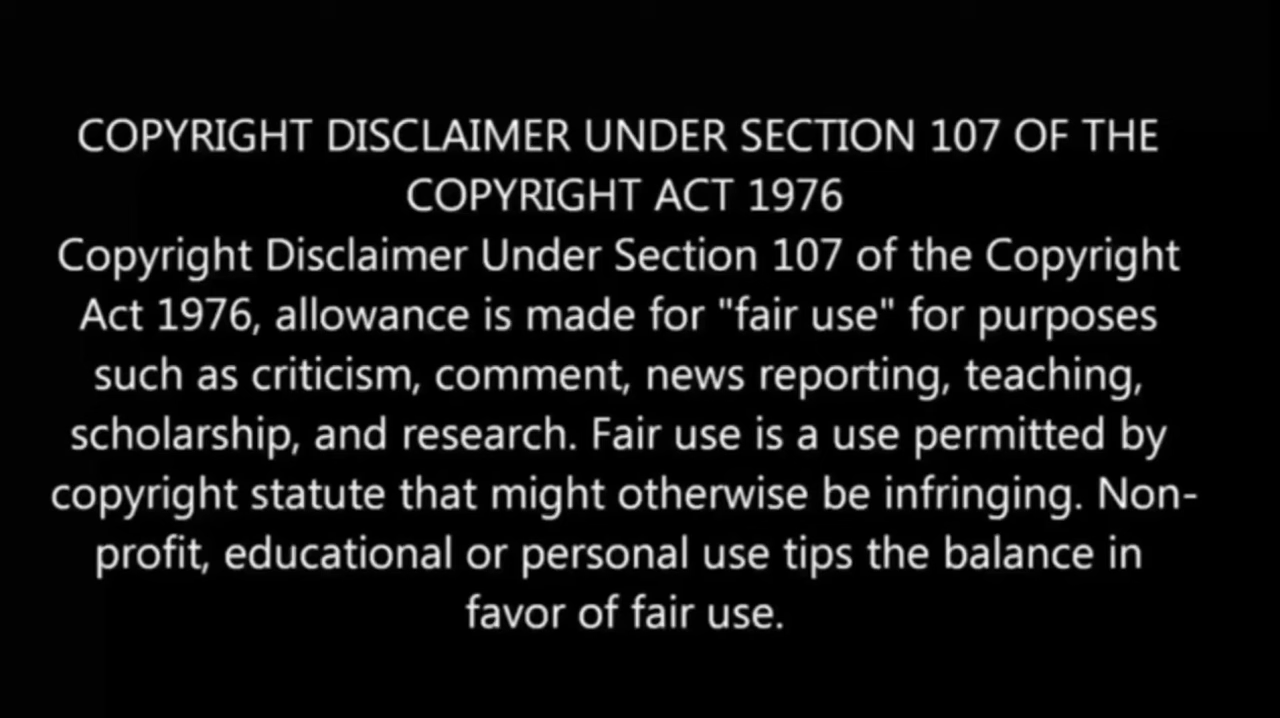 COPYRIGHT DISCLAIMER UNDER SECTION 107 OF THE
COPYRIGHT ACT 1976
Copyright Disclaimer Under Section 107 of the Copyright
Act 1976, allowance is made for "fair use" for purposes
such as criticism, comment, news reporting, teaching,
scholarship, and research. Fair use is a use permitted by
copyright statute that might otherwise be infringing. Non-
profit, educational or personal use tips the balance in
favor of fair use.